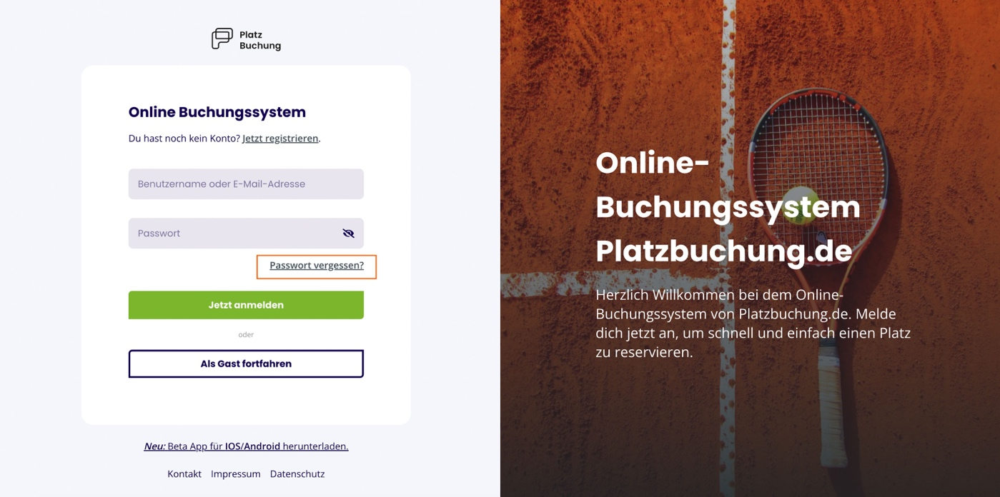 Platz
Buchung
Online Buchungssystem
Du hast noch kein Konto? Jetzt registrieren.
Benutzername oder E-Mail-Adresse
Passwort
Passwort vergessen?
Jetzt anmelden
oder
Als Gast fortfahren
Neu: Beta App für IOS/Android herunterladen.
Kontakt Impressum Datenschutz
Online-
Buchungssystem
Platzbuchung.de
Herzlich Willkommen bei dem Online-
Buchungssystem von Platzbuchung.de. Melde
dich jetzt an, um schnell und einfach einen Platz
zu reservieren.